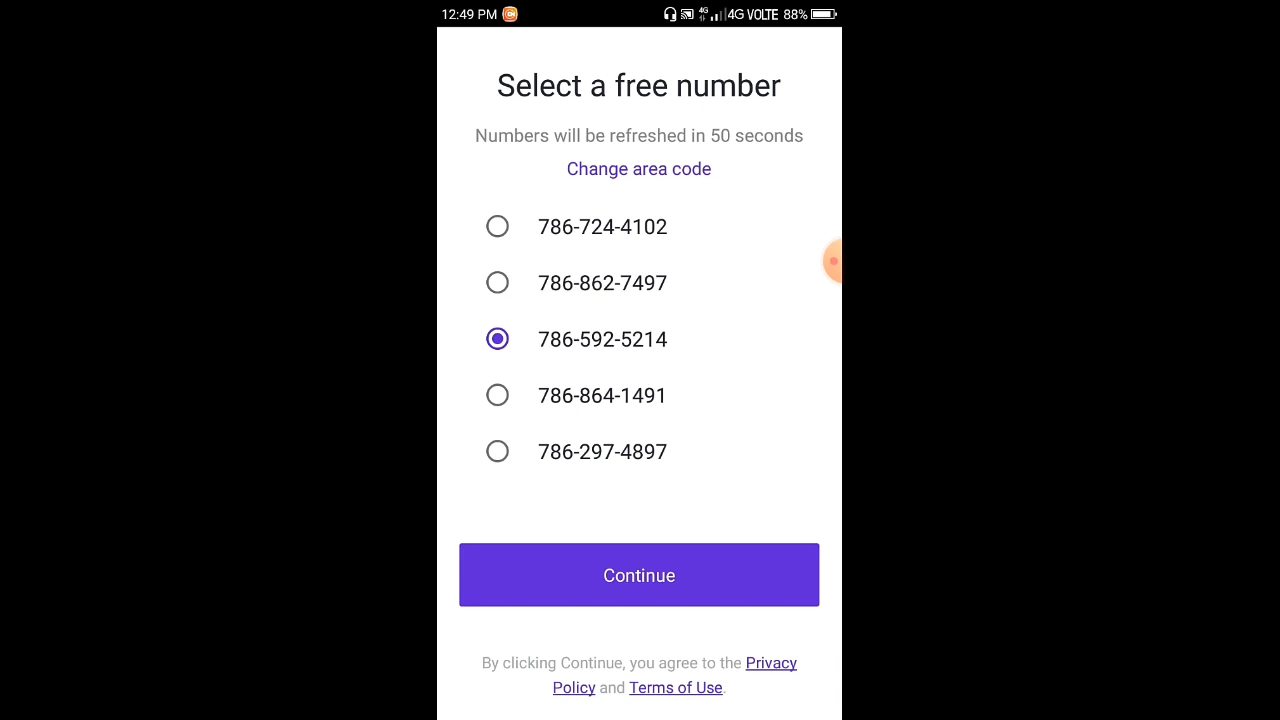 12:49 PM 4G 4G VOLTE 88%
Select a free number
Numbers will be refreshed in 50 seconds
Change area code
786-724-4102
786-862-7497
786-592-5214
786-864-1491
786-297-4897
Continue
By clicking Continue, you agree to the Privacy
Policy and Terms of Use.